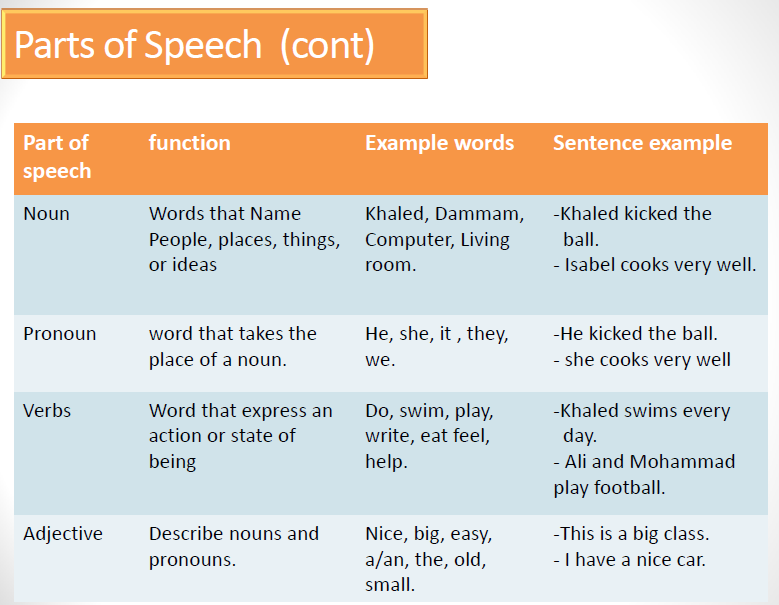 Parts of Speech (cont)
Part of speech
function
Example words
Sentence example
Noun
Words that Name
People, places, things,
or ideas
Khaled, Dammam,
Computer, Living
room.
-Khaled kicked the
ball.
- Isabel cooks very well.
Pronoun
word that takes the
place of a noun.
He, she, it , they,
we.
-He kicked the ball.
- she cooks very well
Verbs
Word that express an
action or state of
being
Do, swim, play,
write, eat feel,
help.
-Khaled swims every
day.
- Ali and Mohammad
play football.
Adjective
Describe nouns and
pronouns.
Nice, big, easy,
a/an, the, old,
small.
-This is a big class.
- I have a nice car.